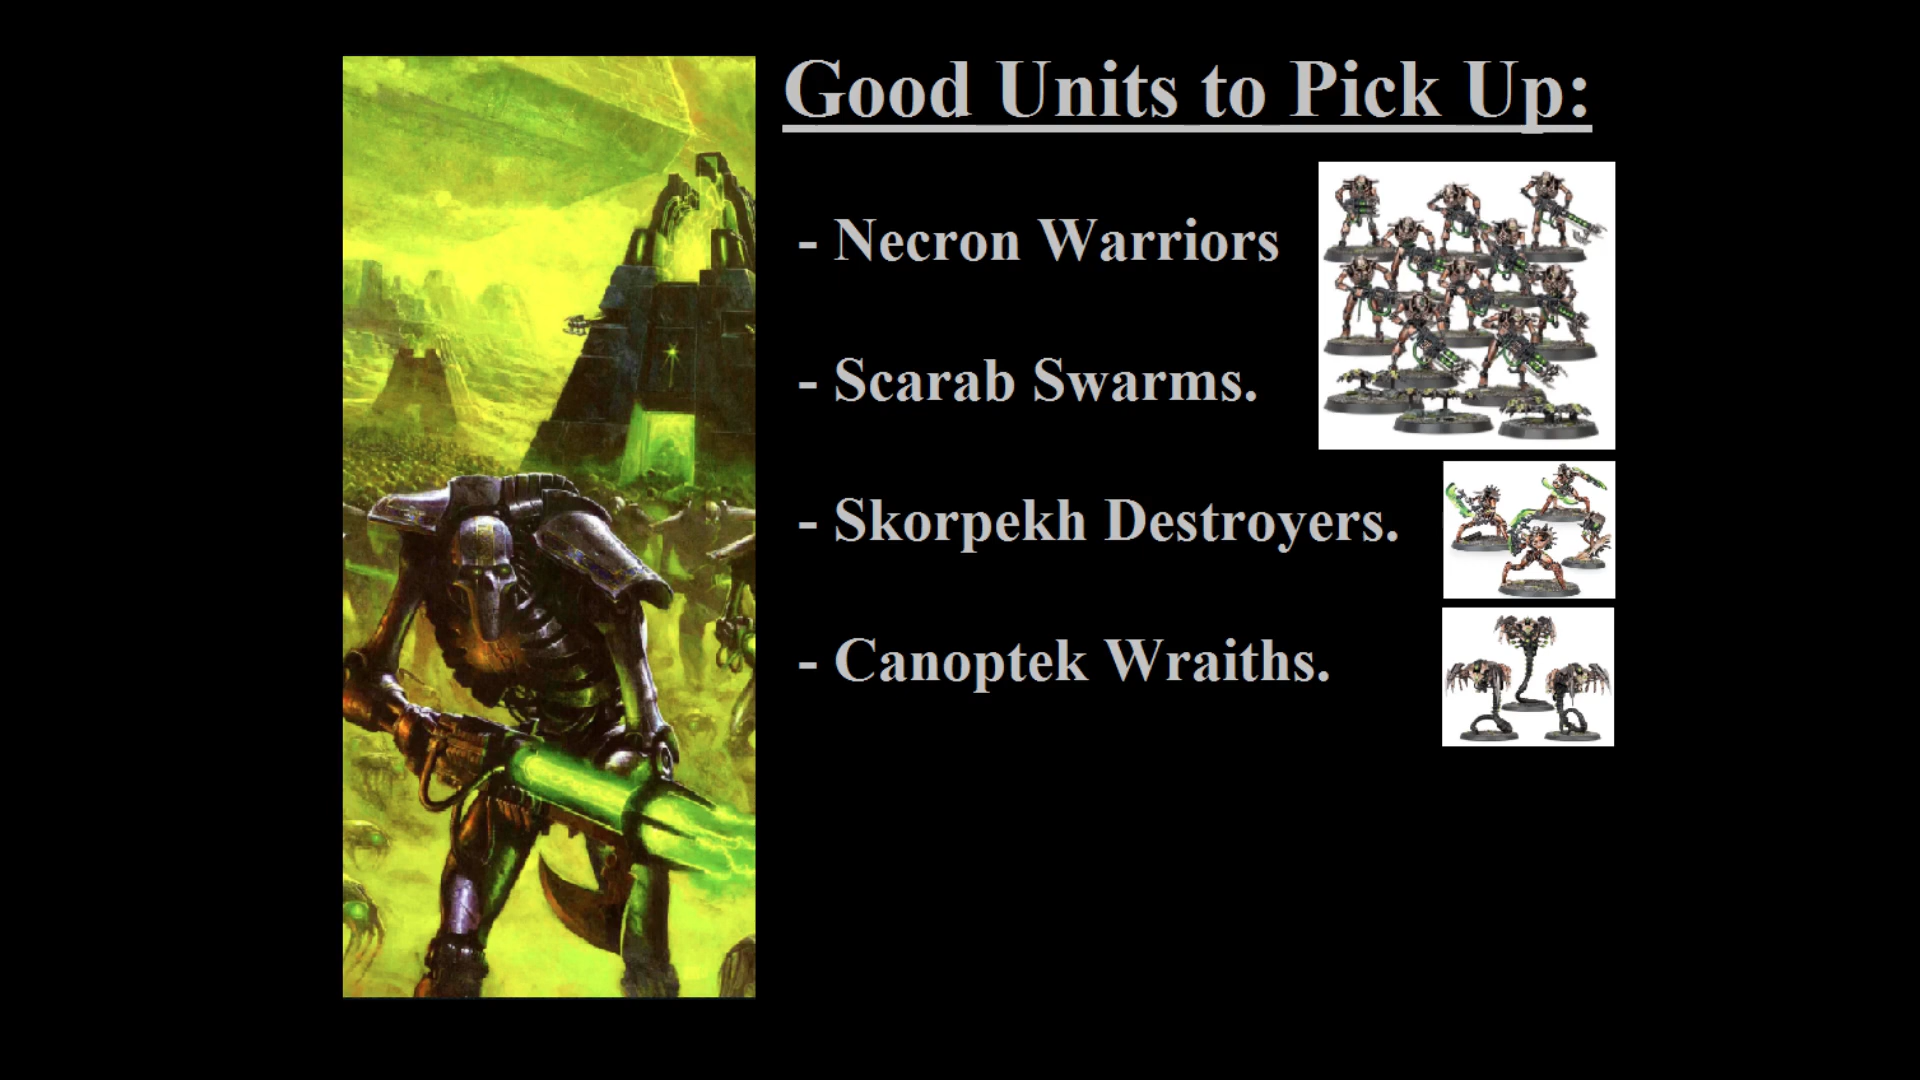 Good Units to Pick Up:
- Necron Warriors
- Scarab Swarms.
- Skorpekh Destroyers.
- Canoptek Wraiths.